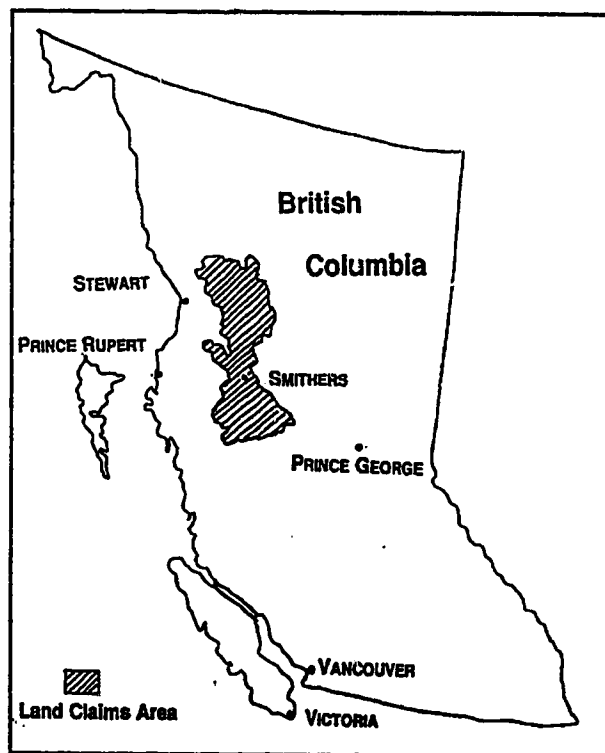 British
Columbia
STEWART
PRINCE RUPERT
SMITHERS
PRINCE GEORGE
VANCOUVER
Land Claims Area
VICTORIA